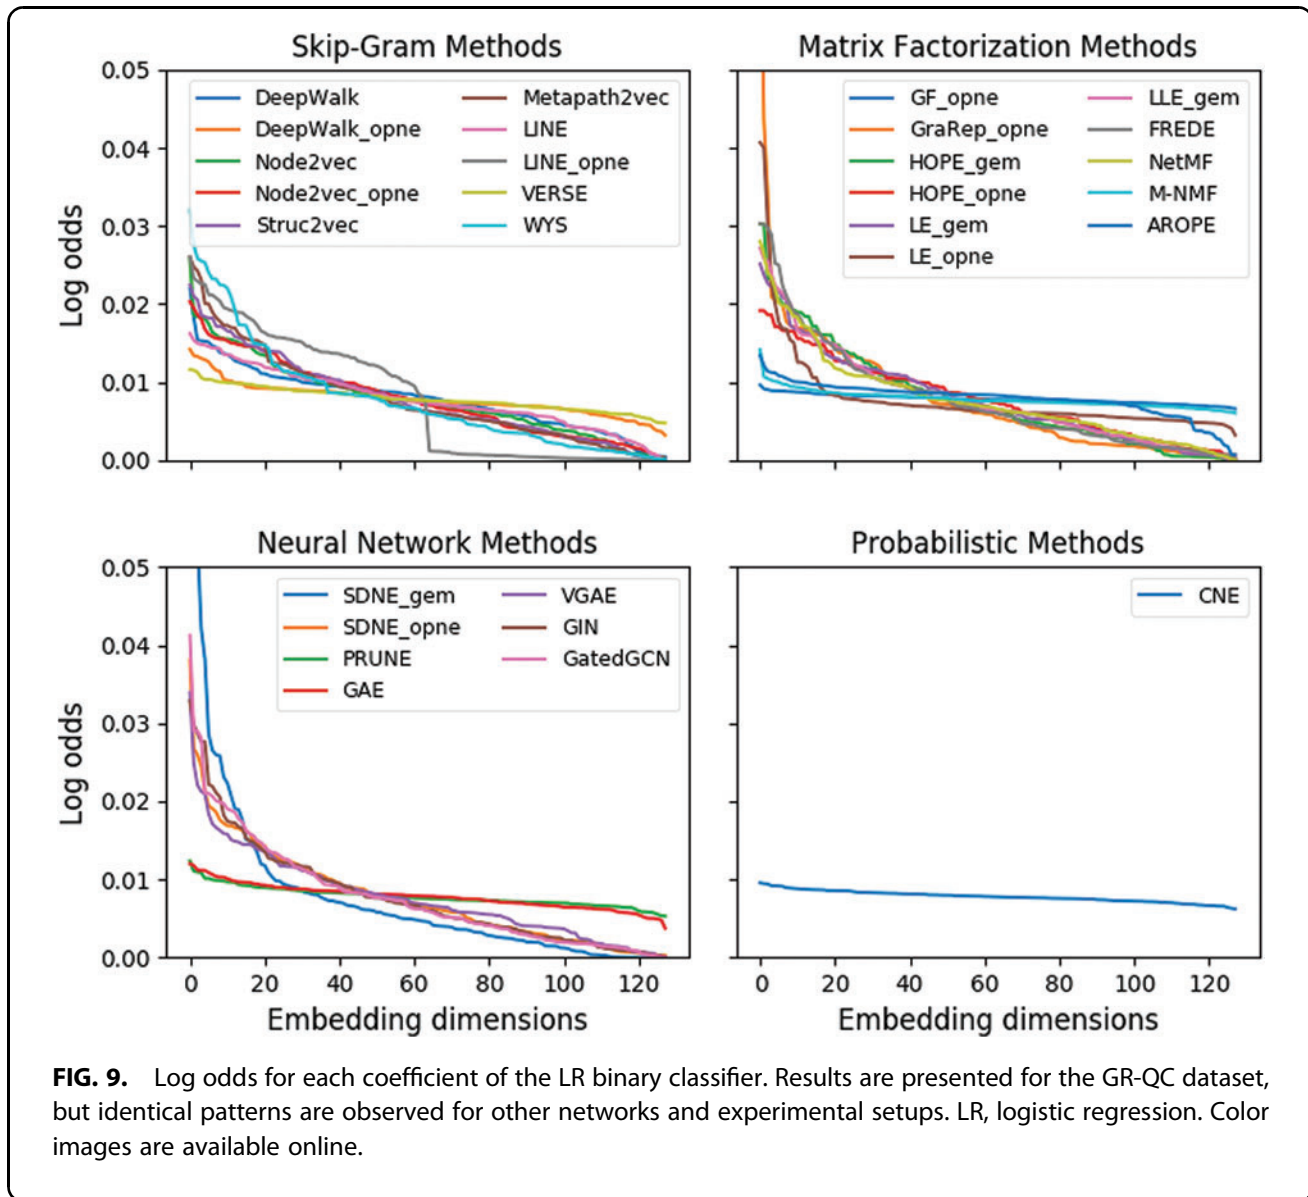 Skip-Gram Methods
0.05
0.04
0.03
0.02
0.01
0.00
Log odds
DeepWalk
DeepWalk_opne
Node2vec
Node2vec_opne
Struc2vec
Metapath2vec
LINE
LINE_opne
VERSE
WYS
Matrix Factorization Methods
GF_opne
GraRep_opne
HOPE_gem
HOPE_opne
LE_gem
LE_opne
LLE_gem
FREDE
NetMF
M-NMF
AROPE
Neural Network Methods
0.05
0.04
0.03
0.02
0.01
0.00
Log odds
SDNE_gem
SDNE_opne
PRUNE
GAE
VGAE
GIN
GatedGCN
0 20 40 60 80 100 120
Embedding dimensions
Probabilistic Methods
CNE
0 20 40 60 80 100 120
Embedding dimensions
FIG. 9. Log odds for each coefficient of the LR binary classifier. Results are presented for the GR-QC dataset,
but identical patterns are observed for other networks and experimental setups. LR, logistic regression. Color
images are available online.